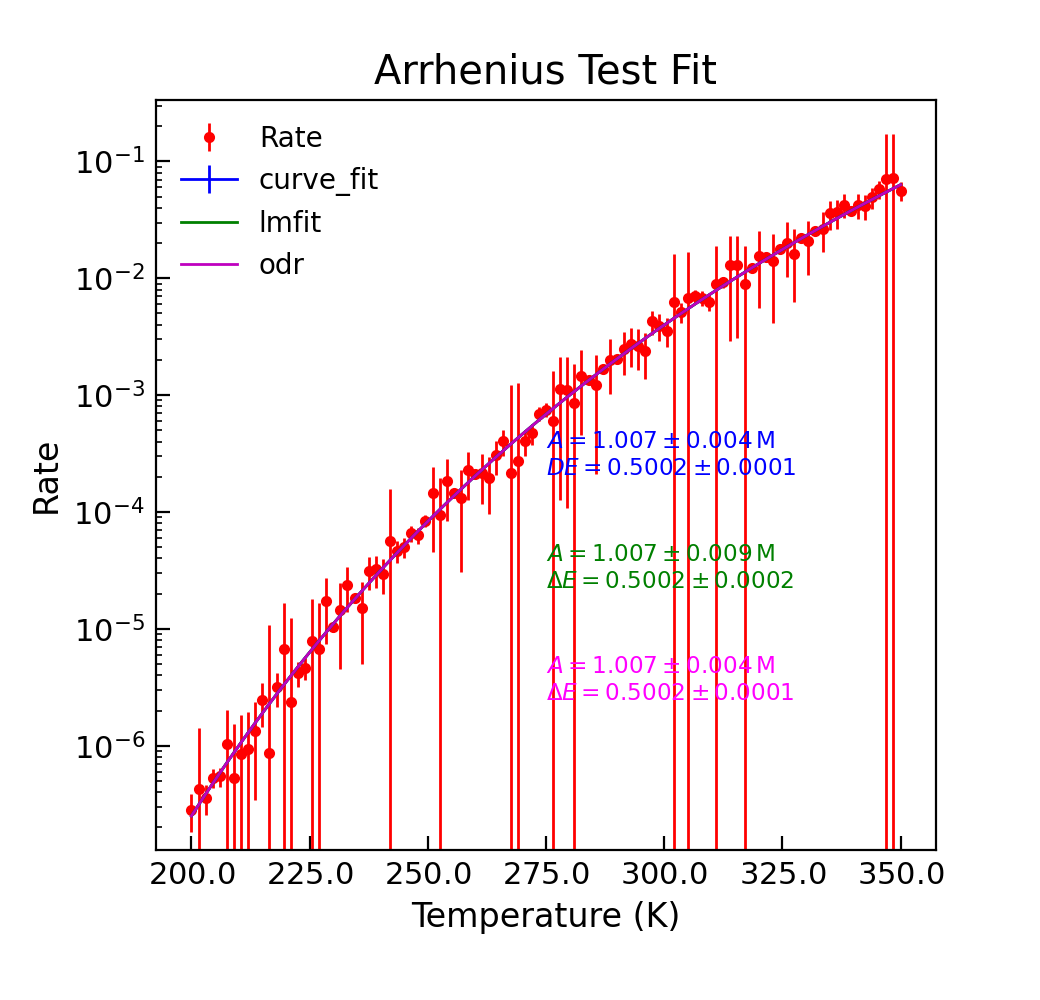 Arrhenius Test Fit
Rate
curve_fit
lmfit
odr
10⁻¹
10⁻²
10⁻³
10⁻⁴
10⁻⁵
10⁻⁶
Rate
A = 1.007 ± 0.004 M
DE = 0.5002 ± 0.0001
A = 1.007 ± 0.009 M
ΔE = 0.5002 ± 0.0002
A = 1.007 ± 0.004 M
ΔE = 0.5002 ± 0.0001
200.0 225.0 250.0 275.0 300.0 325.0 350.0
Temperature (K)